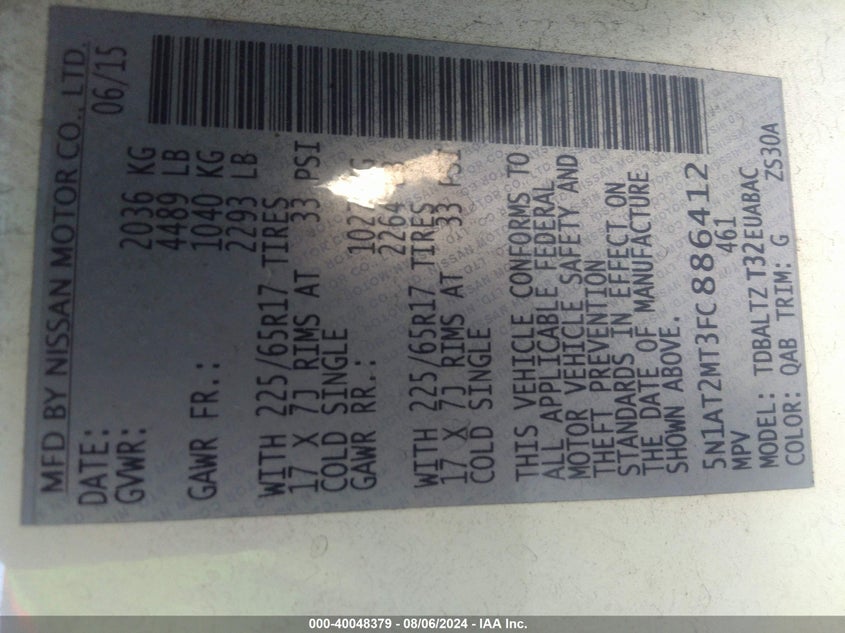 MFD BY NISSAN MOTOR CO., LTD.
DATE: 06/15
GVWR: 2036 KG
4489 LB
GAWR FR.: 1040 KG
2293 LB
WITH 225/65R17 TIRES
17 X 7J RIMS AT 33 PSI
COLD SINGLE
GAWR RR.: 1027 G
2264
WITH 225/65R17 TIRES
17 X 7J RIMS AT 33 PSI
COLD SINGLE
THIS VEHICLE CONFORMS TO
ALL APPLICABLE FEDERAL
MOTOR VEHICLE SAFETY AND
THEFT PREVENTION
STANDARDS IN EFFECT ON
THE DATE OF MANUFACTURE
SHOWN ABOVE.
5N1AT2MT3FC886412
MPV 461
MODEL: TDBALTZ T32EUABAC
COLOR: QAB TRIM: G ZS30A
000-40048379 - 08/06/2024 - IAA Inc.